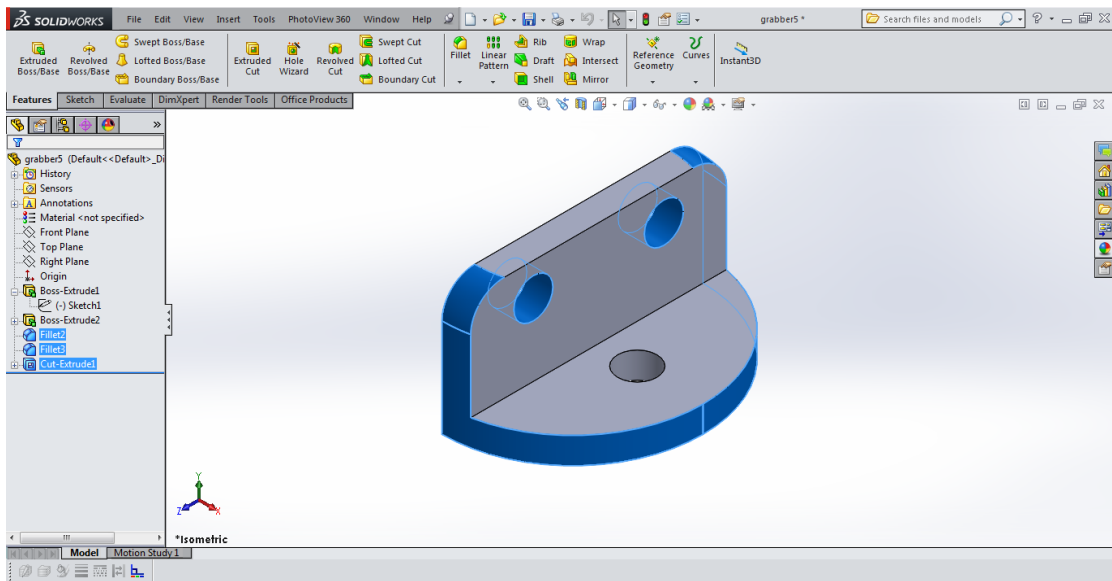 SOLIDWORKS File Edit View Insert Tools PhotoView 360 Window Help grabber5 * Search files and models ?
Extruded Boss/Base
Revolved Boss/Base
Swept Boss/Base
Lofted Boss/Base
Boundary Boss/Base
Extruded Cut
Hole Wizard
Revolved Cut
Swept Cut
Lofted Cut
Boundary Cut
Fillet
Linear Pattern
Rib
Draft
Shell
Wrap
Intersect
Mirror
Reference Geometry
Curves
Instant3D
Features Sketch Evaluate DimXpert Render Tools Office Products
»
grabber5 (Default<<Default>_Di
History
Sensors
A Annotations
Material <not specified>
Front Plane
Top Plane
Right Plane
Origin
Boss-Extrude1
(-) Sketch1
Boss-Extrude2
Fillet2
Fillet3
Cut-Extrude1
Y
Z X
*Isometric
Model Motion Study 1